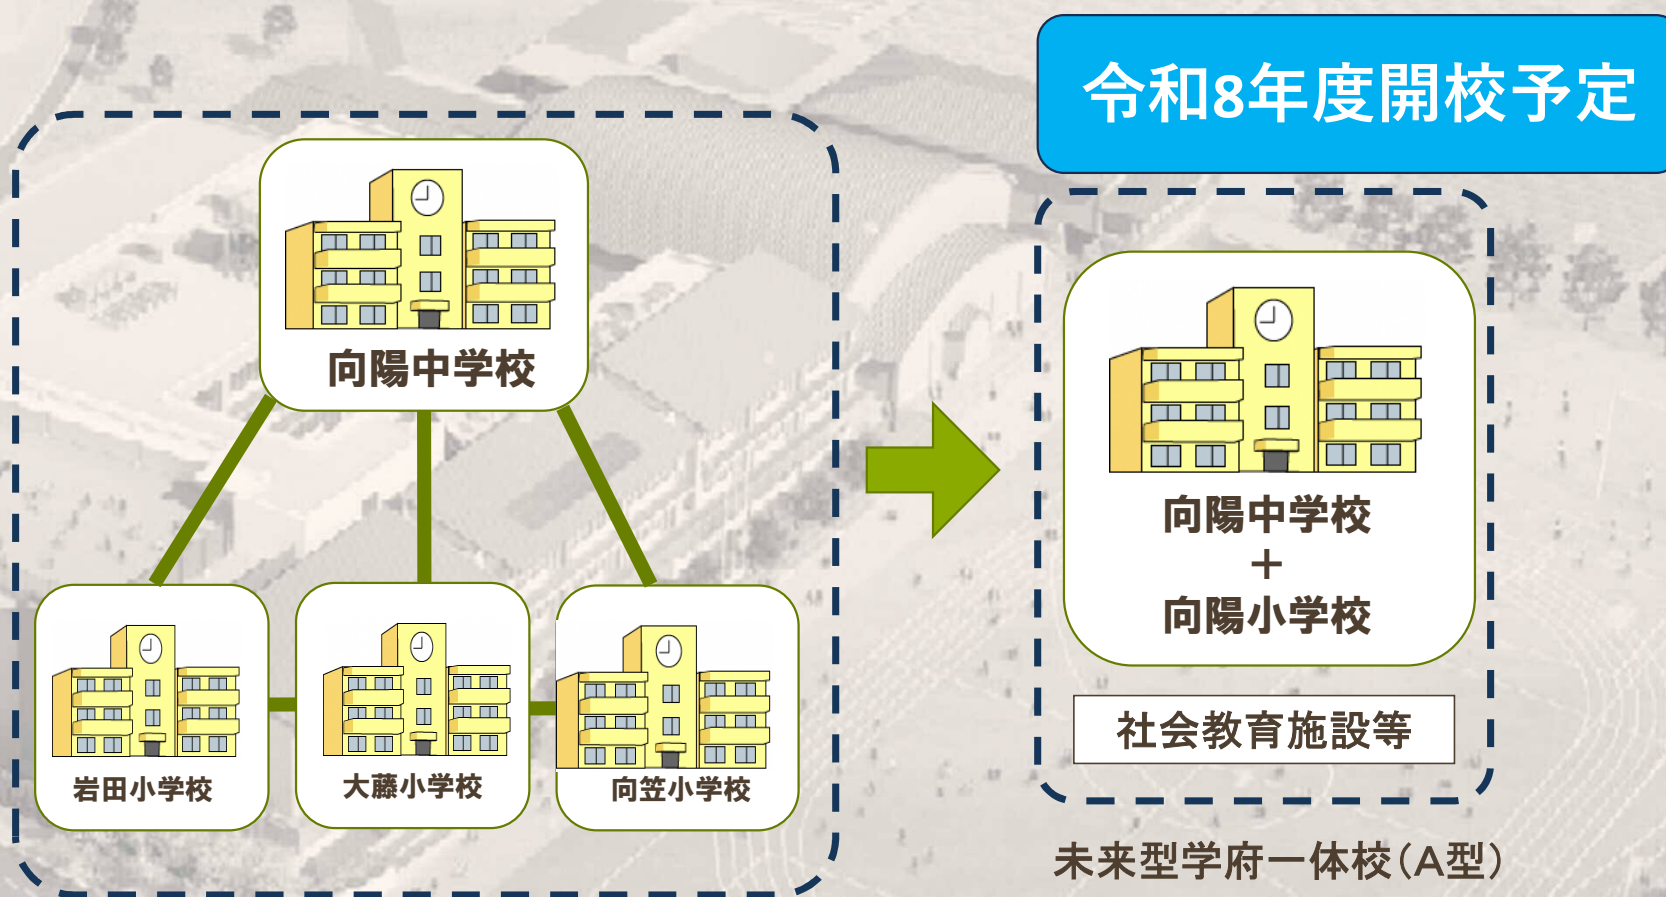 令和8年度開校予定
向陽中学校
岩田小学校
大藤小学校
向笠小学校
向陽中学校
＋
向陽小学校
社会教育施設等
未来型学府一体校（A型）